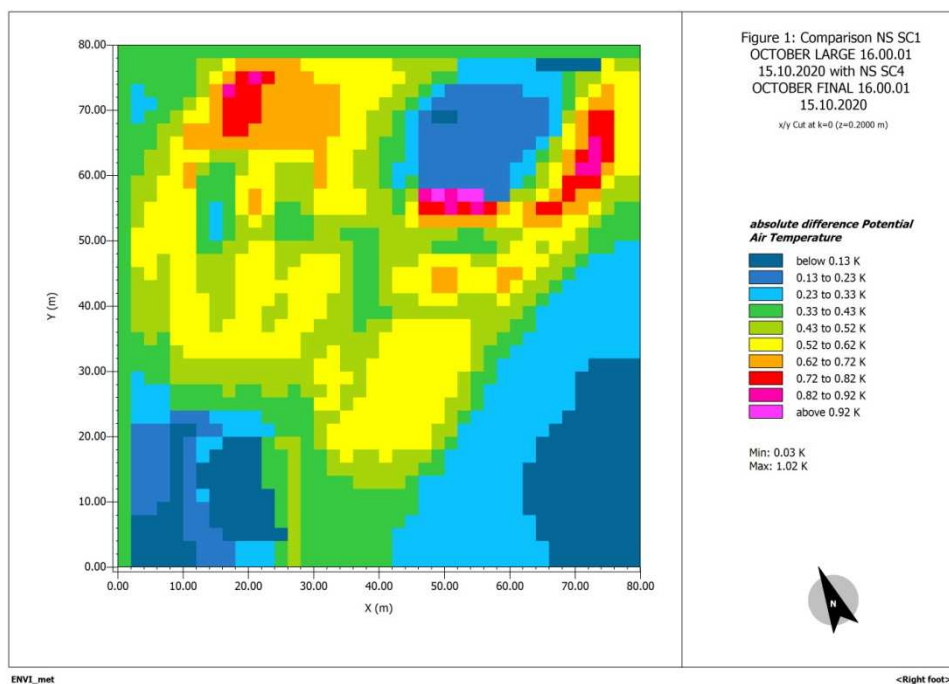 Figure 1: Comparison NS SC1
OCTOBER LARGE 16.00.01
15.10.2020 with NS SC4
OCTOBER FINAL 16.00.01
15.10.2020
x/y Cut at k=0 (z=0.2000 m)
80.00
70.00
60.00
50.00
40.00
30.00
20.00
10.00
0.00
Y (m)
0.00 10.00 20.00 30.00 40.00 50.00 60.00 70.00 80.00
X (m)
absolute difference Potential
Air Temperature
below 0.13 K
0.13 to 0.23 K
0.23 to 0.33 K
0.33 to 0.43 K
0.43 to 0.52 K
0.52 to 0.62 K
0.62 to 0.72 K
0.72 to 0.82 K
0.82 to 0.92 K
above 0.92 K
Min: 0.03 K
Max: 1.02 K
N
ENVI_met
<Right foot>